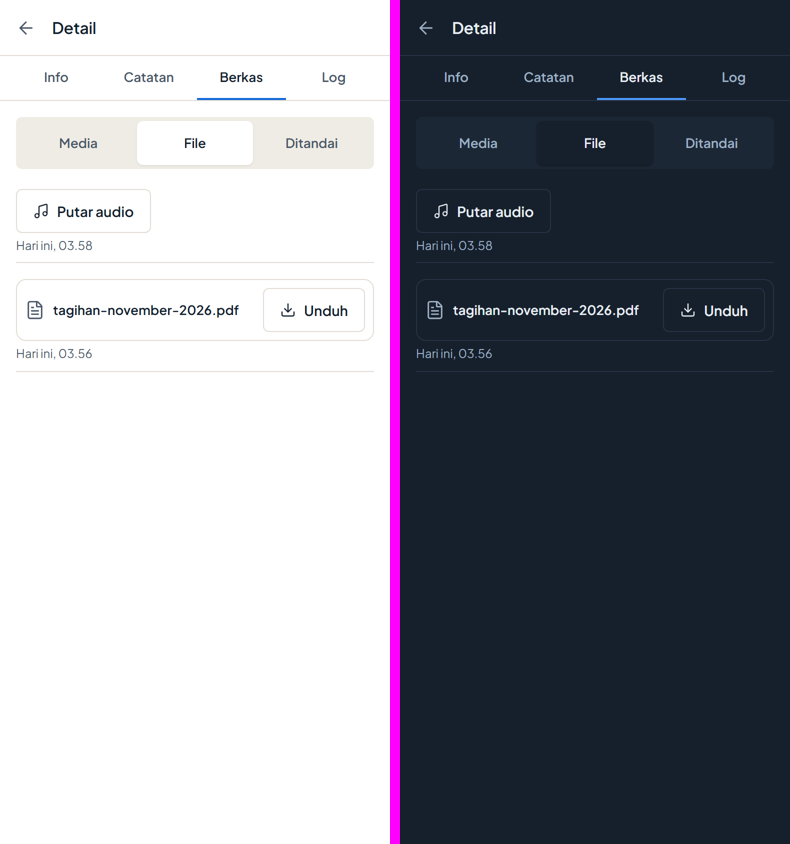 Detail
Info Catatan Berkas Log
Media File Ditandai
Putar audio
Hari ini, 03.58
tagihan-november-2026.pdf Unduh
Hari ini, 03.56
Detail
Info Catatan Berkas Log
Media File Ditandai
Putar audio
Hari ini, 03.58
tagihan-november-2026.pdf Unduh
Hari ini, 03.56